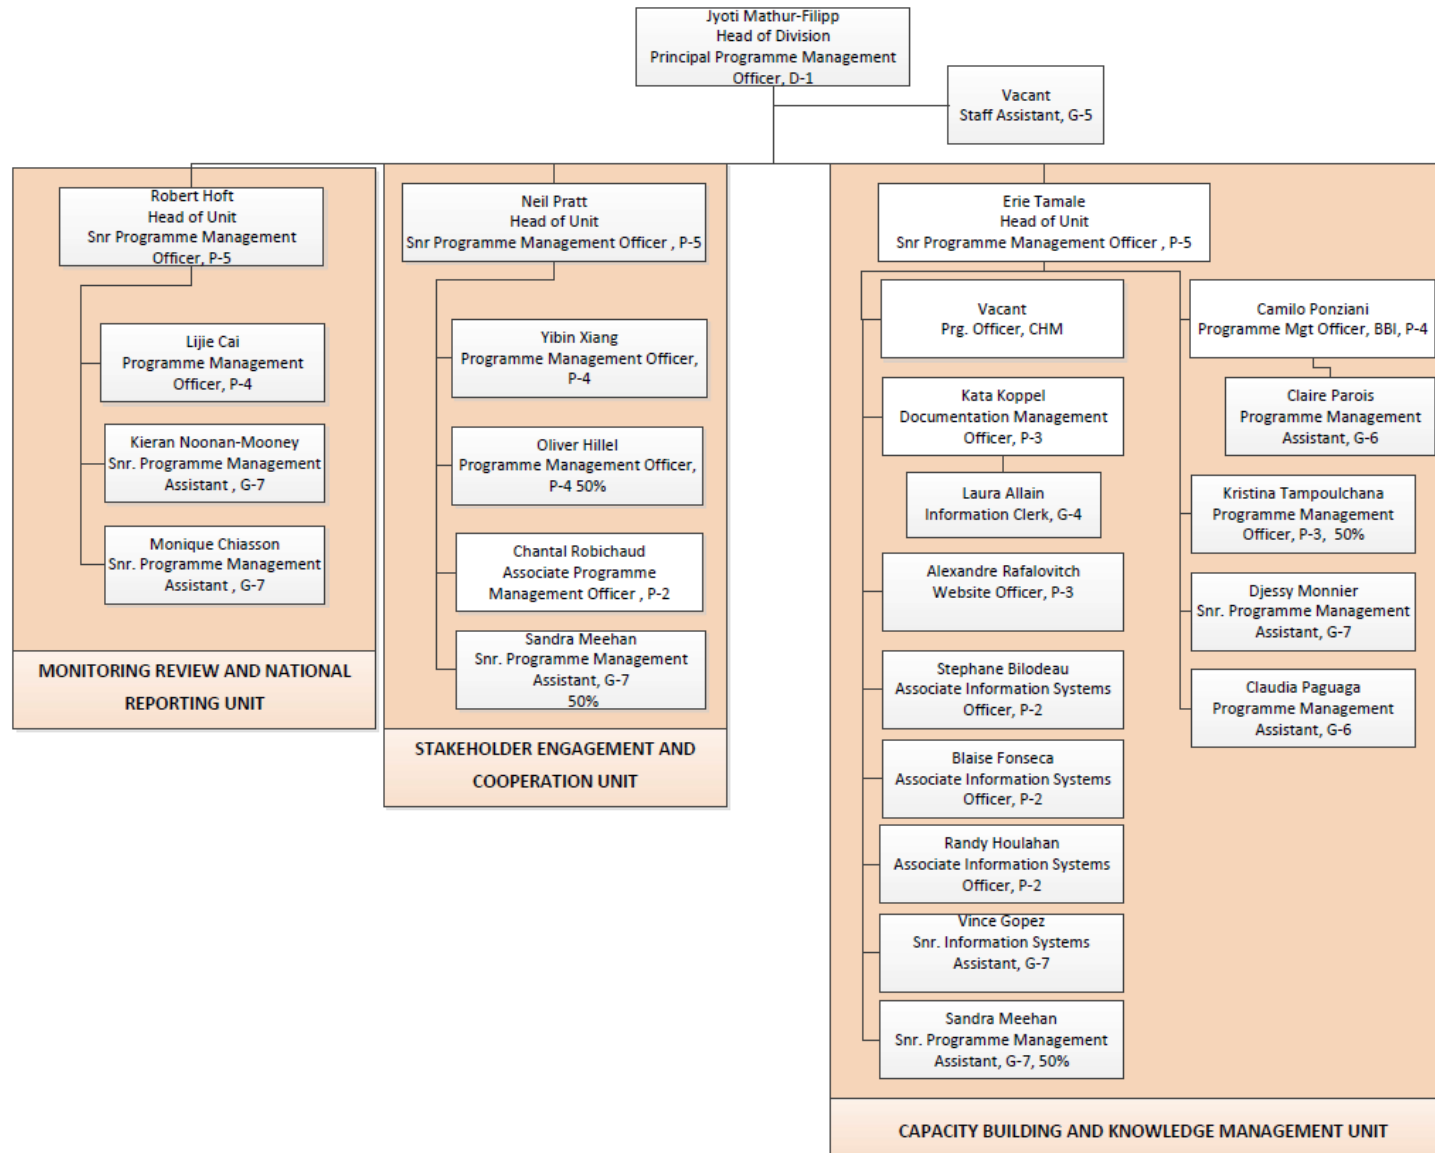 Jyoti Mathur-Filipp
Head of Division
Principal Programme Management
Officer, D-1
Vacant
Staff Assistant, G-5
Robert Hoft
Head of Unit
Snr Programme Management
Officer, P-5
Lijie Cai
Programme Management
Officer, P-4
Kieran Noonan-Mooney
Snr. Programme Management
Assistant , G-7
Monique Chiasson
Snr. Programme Management
Assistant , G-7
MONITORING REVIEW AND NATIONAL
REPORTING UNIT
Neil Pratt
Head of Unit
Snr Programme Management Officer , P-5
Yibin Xiang
Programme Management Officer,
P-4
Oliver Hillel
Programme Management Officer,
P-4 50%
Chantal Robichaud
Associate Programme
Management Officer , P-2
Sandra Meehan
Snr. Programme Management
Assistant, G-7
50%
STAKEHOLDER ENGAGEMENT AND
COOPERATION UNIT
Erie Tamale
Head of Unit
Snr Programme Management Officer , P-5
Vacant
Prg. Officer, CHM
Kata Koppel
Documentation Management
Officer, P-3
Laura Allain
Information Clerk, G-4
Alexandre Rafalovitch
Website Officer, P-3
Stephane Bilodeau
Associate Information Systems
Officer, P-2
Blaise Fonseca
Associate Information Systems
Officer, P-2
Randy Houlahan
Associate Information Systems
Officer, P-2
Vince Gopez
Snr. Information Systems
Assistant, G-7
Sandra Meehan
Snr. Programme Management
Assistant, G-7, 50%
Camilo Ponziani
Programme Mgt Officer, BBI, P-4
Claire Parois
Programme Management
Assistant, G-6
Kristina Tampoulchana
Programme Management
Officer, P-3, 50%
Djessy Monnier
Snr. Programme Management
Assistant, G-7
Claudia Paguaga
Programme Management
Assistant, G-6
CAPACITY BUILDING AND KNOWLEDGE MANAGEMENT UNIT